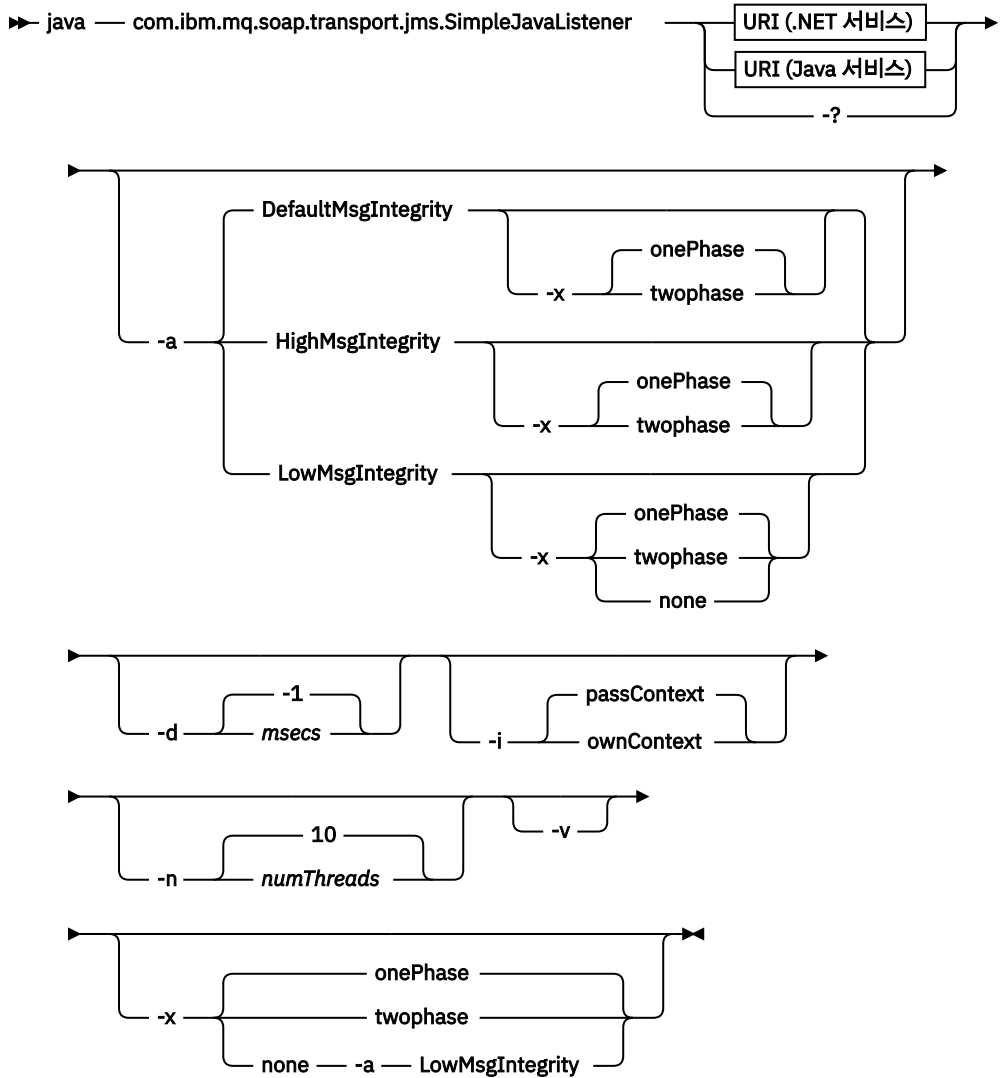 java com.ibm.mq.soap.transport.jms.SimpleJavaListener URI (.NET 서비스)
URI (Java 서비스)
-?
DefaultMsgIntegrity
onePhase
-x twophase
-a HighMsgIntegrity
onePhase
-x twophase
LowMsgIntegrity
onePhase
-x twophase
none
-1 passContext
-d msecs -i ownContext
10 -v
-n numThreads
onePhase
-x twophase
none -a LowMsgIntegrity